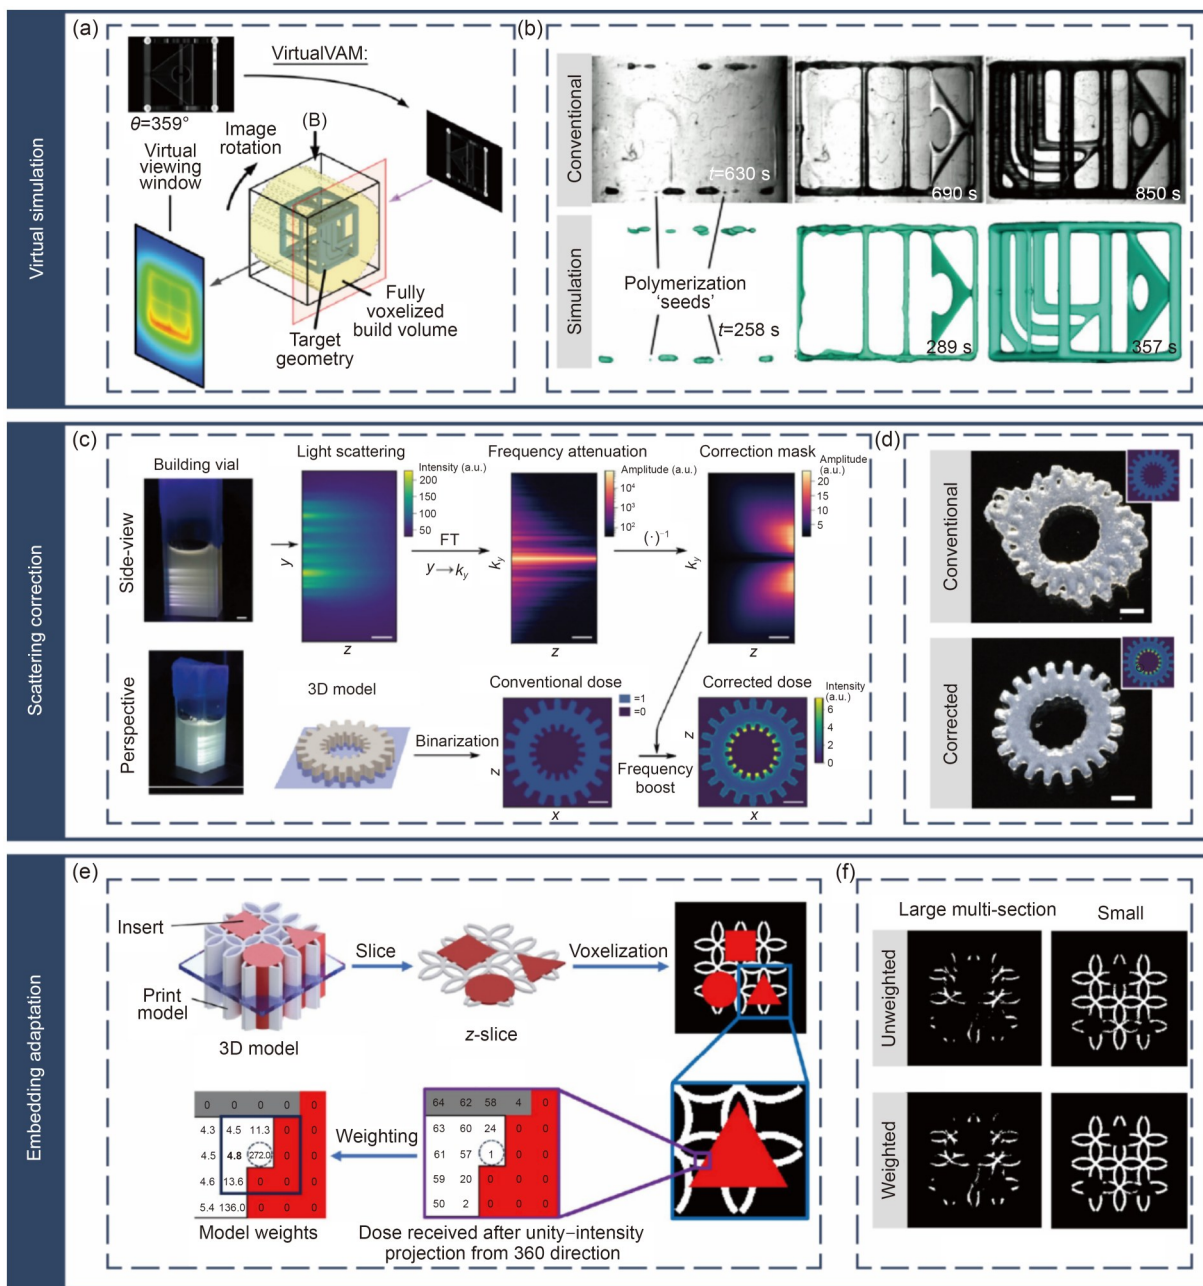 Virtual simulation
(a)
VirtualVAM:
θ=359°
Image
rotation
(B)
Virtual
viewing
window
Fully
voxelized
build volume
Target
geometry
(b)
Conventional
t=630 s
690 s
850 s
Simulation
Polymerization
‘seeds’
t=258 s
289 s
357 s
Scattering correction
(c)
Building vial
Side-view
Perspective
Light scattering
Intensity (a.u.)
200
150
100
50
y
z
FT
y→k_y
Frequency attenuation
Amplitude (a.u.)
10⁴
10³
10²
k_y
z
(·)⁻¹
Correction mask
Amplitude (a.u.)
20
15
10
5
k_y
z
3D model
Binarization
Conventional dose
=1
=0
z
x
Frequency
boost
Corrected dose
Intensity
(a.u.)
6
4
2
0
z
x
(d)
Conventional
Corrected
Embedding adaptation
(e)
Insert
Print
model
3D model
Slice
z-slice
Voxelization
0 0 0 0 0
4.3 4.5 11.3 0 0
4.5 4.8 272.0 0 0
4.6 13.6 0 0 0
5.4 136.0 0 0 0
Model weights
Weighting
64 62 58 4 0
63 60 24 0 0
61 57 1 0 0
59 20 0 0 0
50 2 0 0 0
Dose received after unity−intensity
projection from 360 direction
(f)
Large multi-section
Small
Unweighted
Weighted